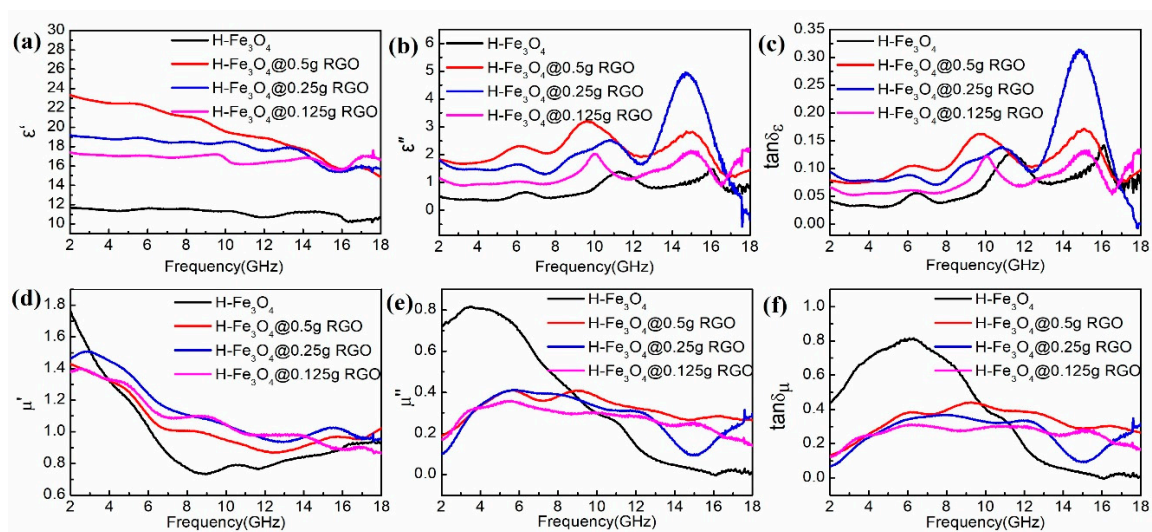 (a)
H-Fe₃O₄
H-Fe₃O₄@0.5g RGO
H-Fe₃O₄@0.25g RGO
H-Fe₃O₄@0.125g RGO
30
28
26
24
22
20
18
16
14
12
10
ε'
2 4 6 8 10 12 14 16 18
Frequency(GHz)
(b)
H-Fe₃O₄
H-Fe₃O₄@0.5g RGO
H-Fe₃O₄@0.25g RGO
H-Fe₃O₄@0.125g RGO
6
5
4
3
2
1
0
ε''
2 4 6 8 10 12 14 16 18
Frequency(GHz)
(c)
H-Fe₃O₄
H-Fe₃O₄@0.5g RGO
H-Fe₃O₄@0.25g RGO
H-Fe₃O₄@0.125g RGO
0.35
0.30
0.25
0.20
0.15
0.10
0.05
0.00
tanδε
2 4 6 8 10 12 14 16 18
Frequency(GHz)
(d)
H-Fe₃O₄
H-Fe₃O₄@0.5g RGO
H-Fe₃O₄@0.25g RGO
H-Fe₃O₄@0.125g RGO
1.8
1.6
1.4
1.2
1.0
0.8
0.6
μ'
2 4 6 8 10 12 14 16 18
Frequency(GHz)
(e)
H-Fe₃O₄
H-Fe₃O₄@0.5g RGO
H-Fe₃O₄@0.25g RGO
H-Fe₃O₄@0.125g RGO
0.8
0.6
0.4
0.2
0.0
μ''
2 4 6 8 10 12 14 16 18
Frequency(GHz)
(f)
H-Fe₃O₄
H-Fe₃O₄@0.5g RGO
H-Fe₃O₄@0.25g RGO
H-Fe₃O₄@0.125g RGO
1.0
0.8
0.6
0.4
0.2
0.0
tanδμ
2 4 6 8 10 12 14 16 18
Frequency(GHz)